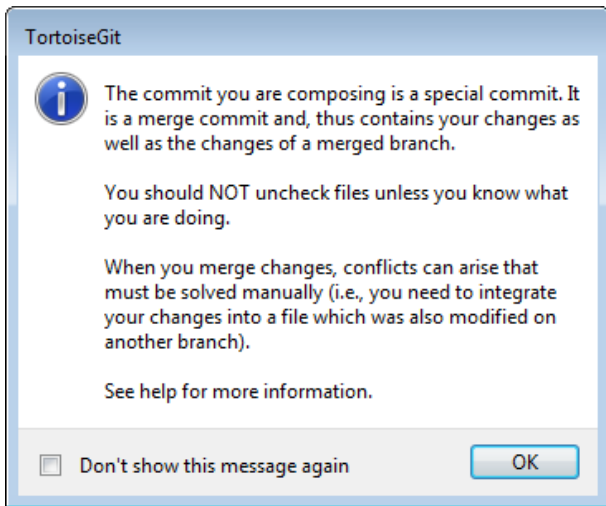 TortoiseGit
The commit you are composing is a special commit. It
is a merge commit and, thus contains your changes as
well as the changes of a merged branch.
You should NOT uncheck files unless you know what
you are doing.
When you merge changes, conflicts can arise that
must be solved manually (i.e., you need to integrate
your changes into a file which was also modified on
another branch).
See help for more information.
Don't show this message again
OK